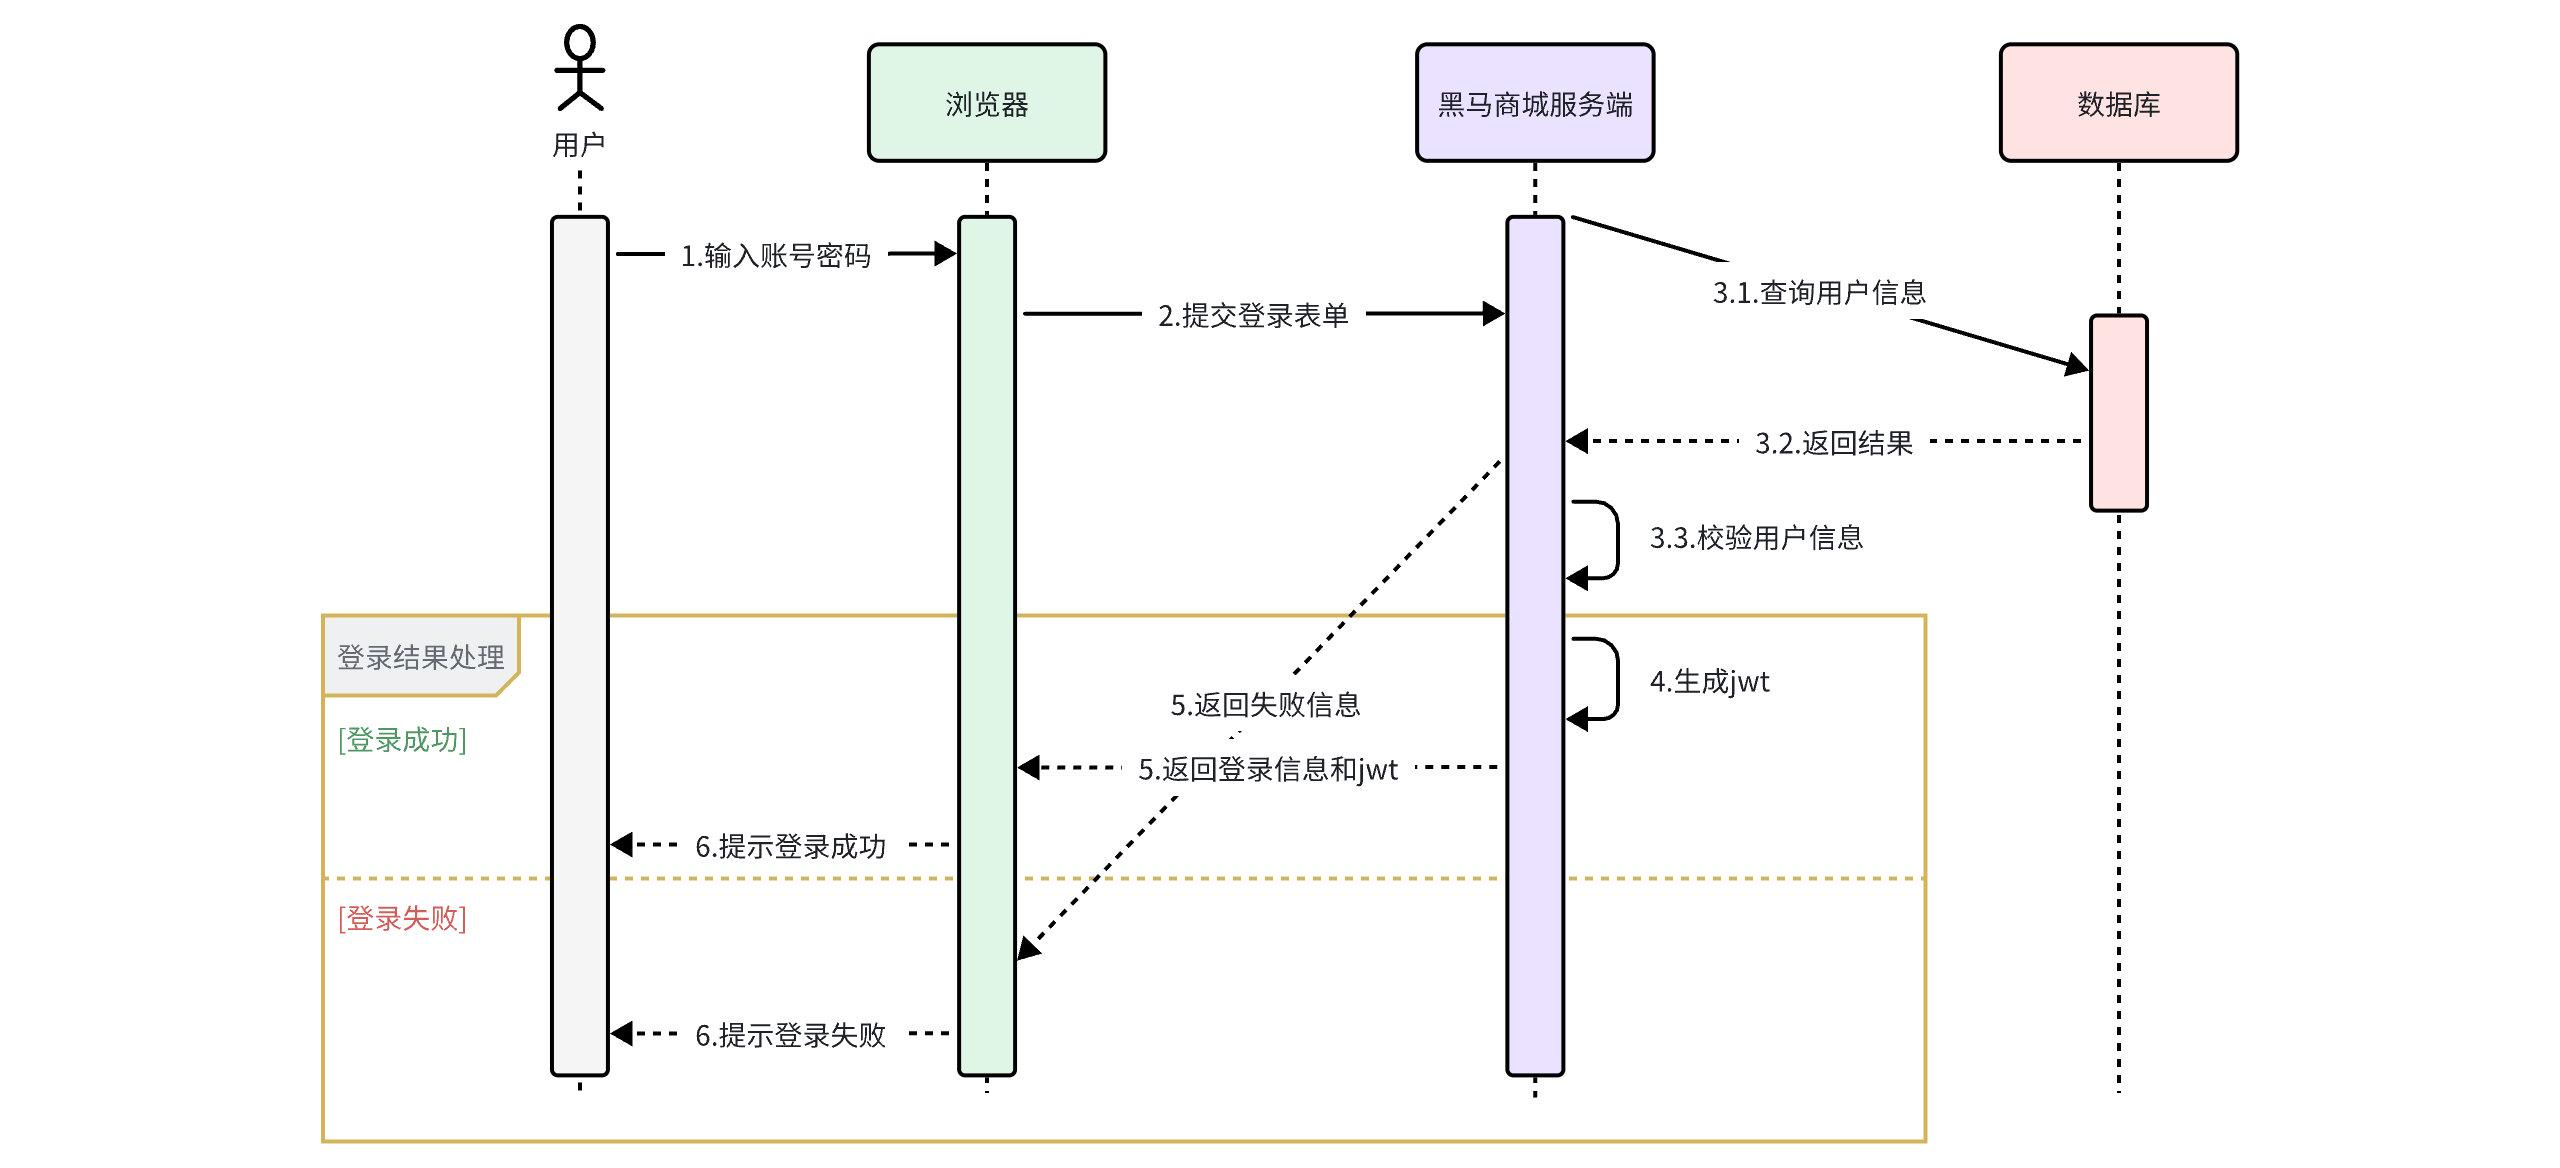 用户
浏览器
黑马商城服务端
数据库
1.输入账号密码
2.提交登录表单
3.1.查询用户信息
3.2.返回结果
3.3.校验用户信息
登录结果处理
4.生成jwt
5.返回失败信息
[登录成功]
5.返回登录信息和jwt
6.提示登录成功
[登录失败]
6.提示登录失败